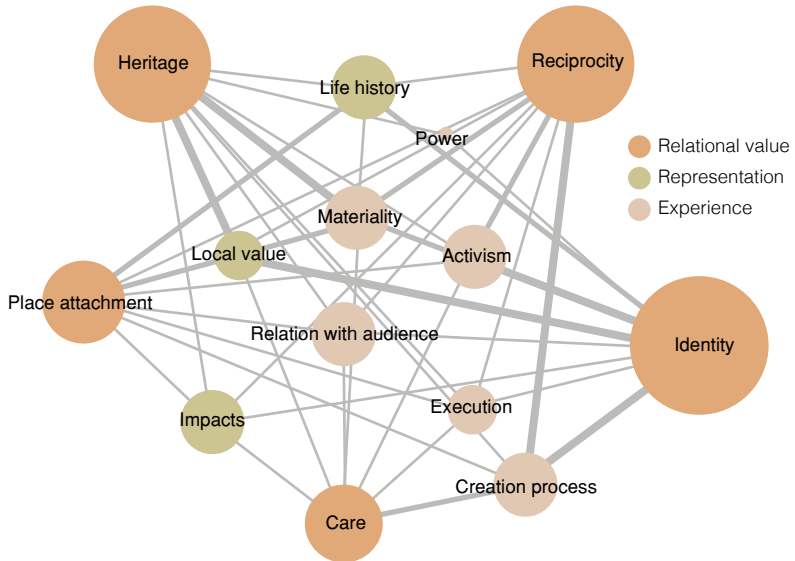 Heritage
Reciprocity
Life history
Power
Relational value
Representation
Experience
Materiality
Local value
Activism
Place attachment
Relation with audience
Identity
Impacts
Execution
Creation process
Care